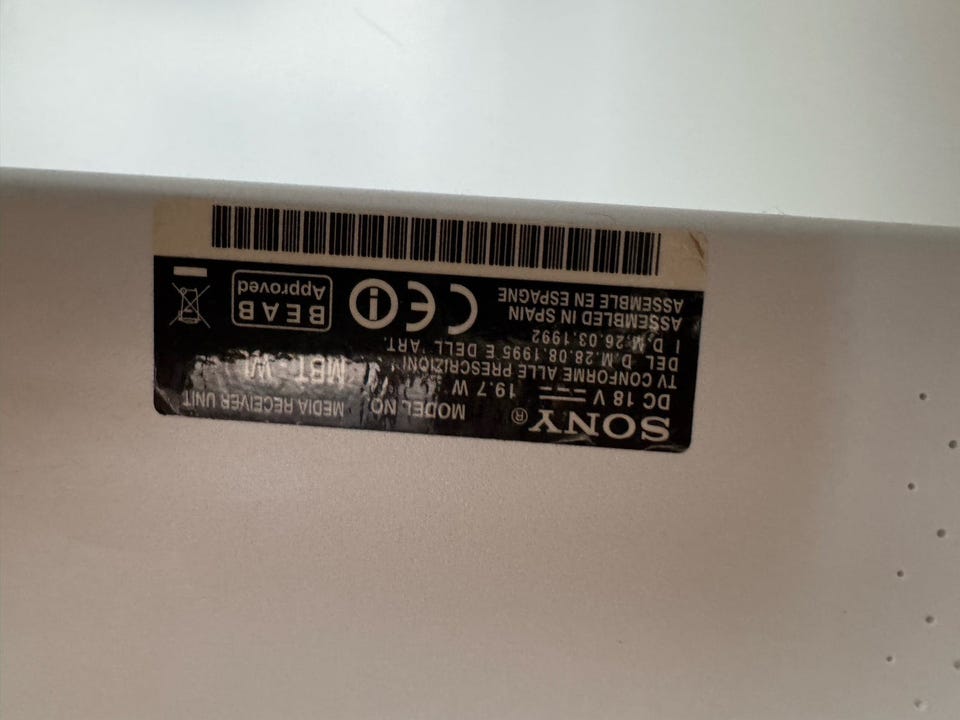 SONY®
DC 18 V 19.7 W
TV CONFORME ALLE PRESCRIZIONI
DEL D.M.28.08.1995 E DELL'ART.
I D.M.26.03.1992
ASSEMBLED IN SPAIN
ASSEMBLE EN ESPAGNE
MODEL NO.
MEDIA RECEIVER UNIT
CE
BEAB
Approved